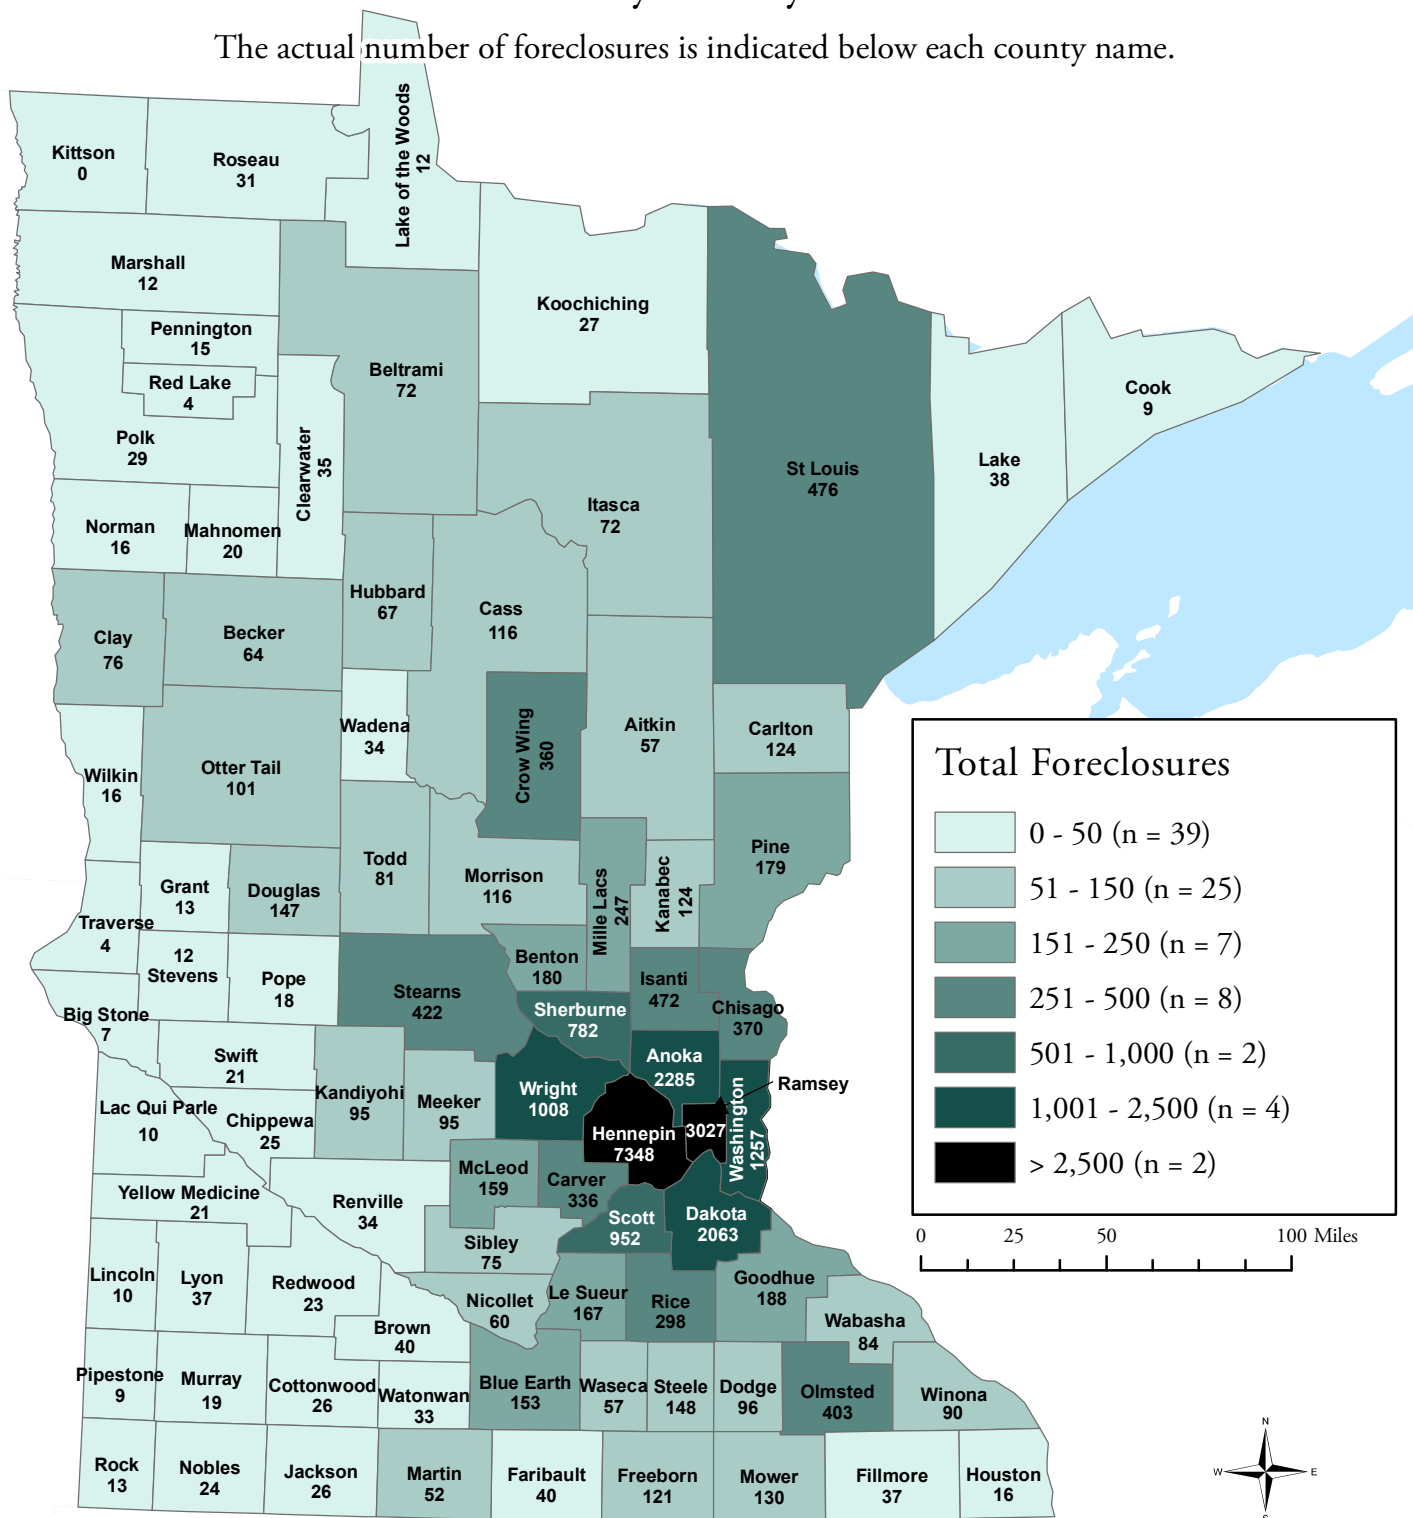 The actual number of foreclosures is indicated below each county name.
Kittson
0
Roseau
31
Lake of the Woods
12
Marshall
12
Koochiching
27
Pennington
15
Red Lake
4
Beltrami
72
Cook
9
Polk
29
Clearwater
35
St Louis
476
Lake
38
Itasca
72
Norman
16
Mahnomen
20
Hubbard
67
Cass
116
Clay
76
Becker
64
Wadena
34
Crow Wing
360
Aitkin
57
Carlton
124
Wilkin
16
Otter Tail
101
Todd
81
Morrison
116
Mille Lacs
247
Kanabec
124
Pine
179
Grant
13
Douglas
147
Traverse
4
12
Stevens
Pope
18
Stearns
422
Benton
180
Isanti
472
Chisago
370
Big Stone
7
Sherburne
782
Swift
21
Kandiyohi
95
Meeker
95
Wright
1008
Anoka
2285
Ramsey
3027
Washington
1257
Lac Qui Parle
10
Chippewa
25
Hennepin
7348
McLeod
159
Carver
336
Yellow Medicine
21
Renville
34
Scott
952
Dakota
2063
Sibley
75
Lincoln
10
Lyon
37
Redwood
23
Nicollet
60
Le Sueur
167
Rice
298
Goodhue
188
Wabasha
84
Brown
40
Pipestone
9
Murray
19
Cottonwood
26
Watonwan
33
Blue Earth
153
Waseca
57
Steele
148
Dodge
96
Olmsted
403
Winona
90
Rock
13
Nobles
24
Jackson
26
Martin
52
Faribault
40
Freeborn
121
Mower
130
Fillmore
37
Houston
16
Total Foreclosures
0 - 50 (n = 39)
51 - 150 (n = 25)
151 - 250 (n = 7)
251 - 500 (n = 8)
501 - 1,000 (n = 2)
1,001 - 2,500 (n = 4)
> 2,500 (n = 2)
0 25 50 100 Miles
N
W E